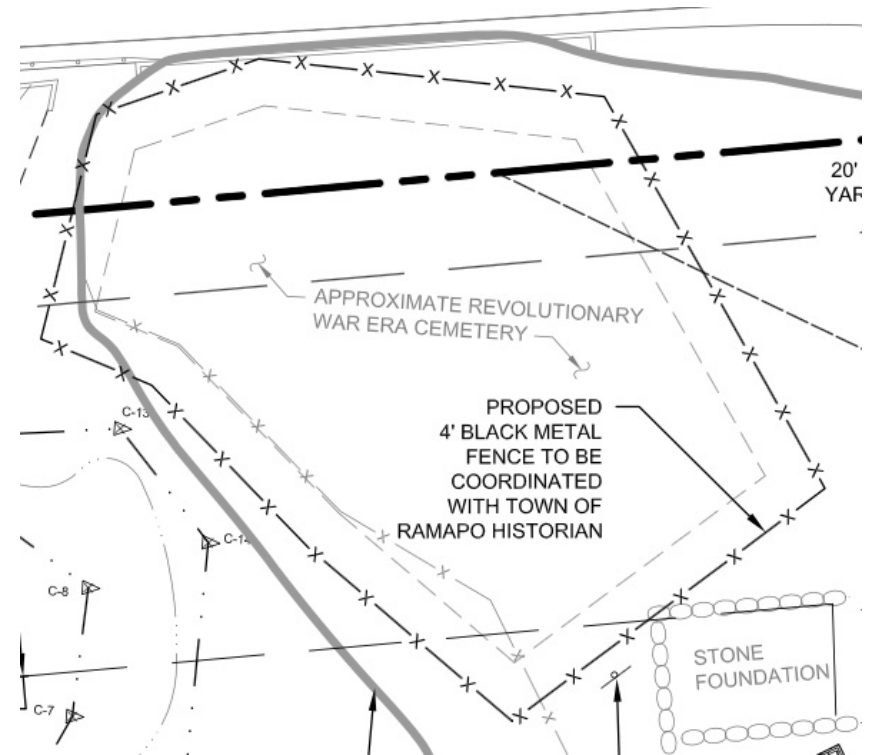 20'
YAR
APPROXIMATE REVOLUTIONARY
WAR ERA CEMETERY
PROPOSED
4' BLACK METAL
FENCE TO BE
COORDINATED
WITH TOWN OF
RAMAPO HISTORIAN
C-13
C-14
C-8
STONE
FOUNDATION
C-7